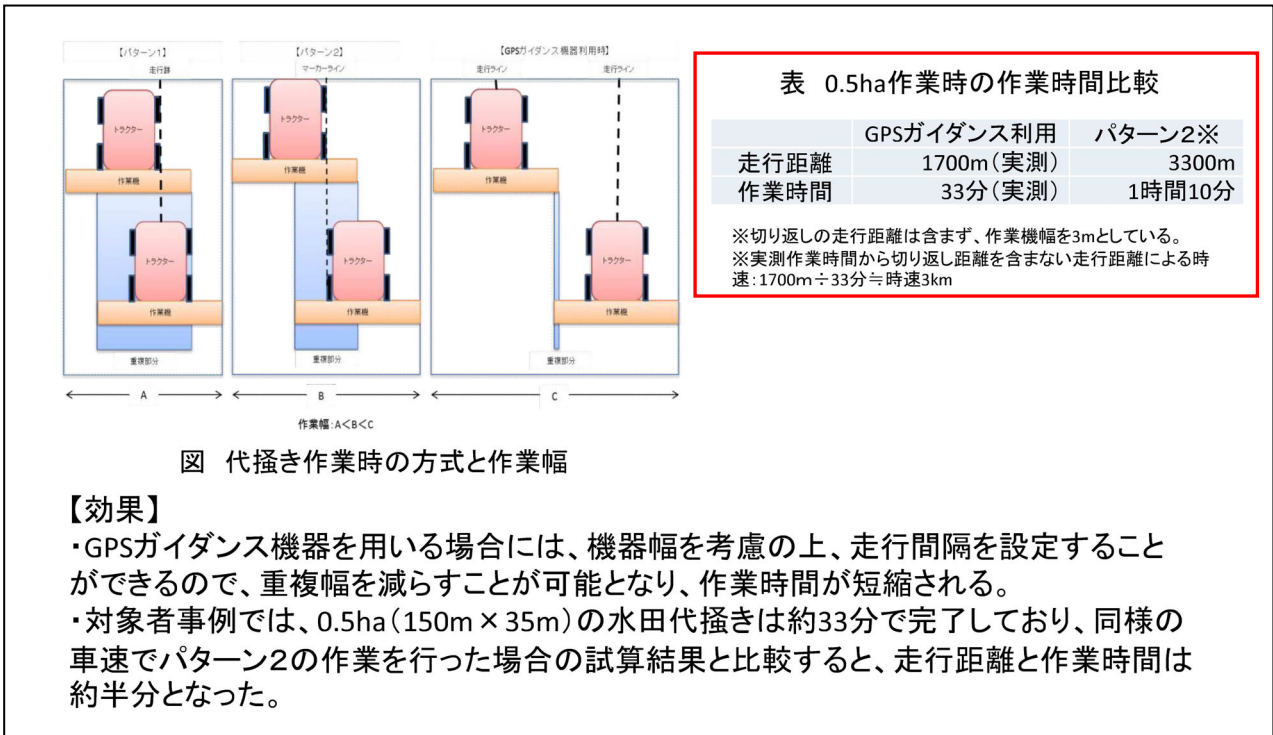 【パターン1】
走行跡
トラクター
作業機
トラクター
作業機
重複部分
A
【パターン2】
マーカーライン
トラクター
作業機
トラクター
作業機
重複部分
B
【GPSガイダンス機器利用時】
走行ライン
走行ライン
トラクター
作業機
トラクター
作業機
重複部分
C
作業幅:A<B<C
図 代掻き作業時の方式と作業幅
表 0.5ha作業時の作業時間比較
GPSガイダンス利用 パターン2※
走行距離 1700m(実測) 3300m
作業時間 33分(実測) 1時間10分
※切り返しの走行距離は含まず、作業機幅を3mとしている。
※実測作業時間から切り返し距離を含まない走行距離による時
速:1700m÷33分≒時速3km
【効果】
・GPSガイダンス機器を用いる場合には、機器幅を考慮の上、走行間隔を設定すること
ができるので、重複幅を減らすことが可能となり、作業時間が短縮される。
・対象者事例では、0.5ha(150m×35m)の水田代掻きは約33分で完了しており、同様の
車速でパターン2の作業を行った場合の試算結果と比較すると、走行距離と作業時間は
約半分となった。